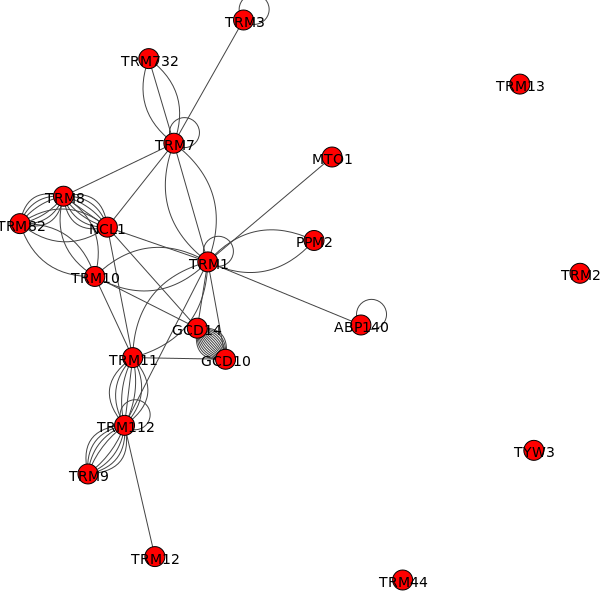 TRM3
TRM732
TRM13
TRM7
MTO1
TRM8
TRM82
NCL1
PPM2
TRM1
TRM2
TRM10
GCD14
ABP140
TRM11
GCD10
TRM112
TYW3
TRM9
TRM12
TRM44